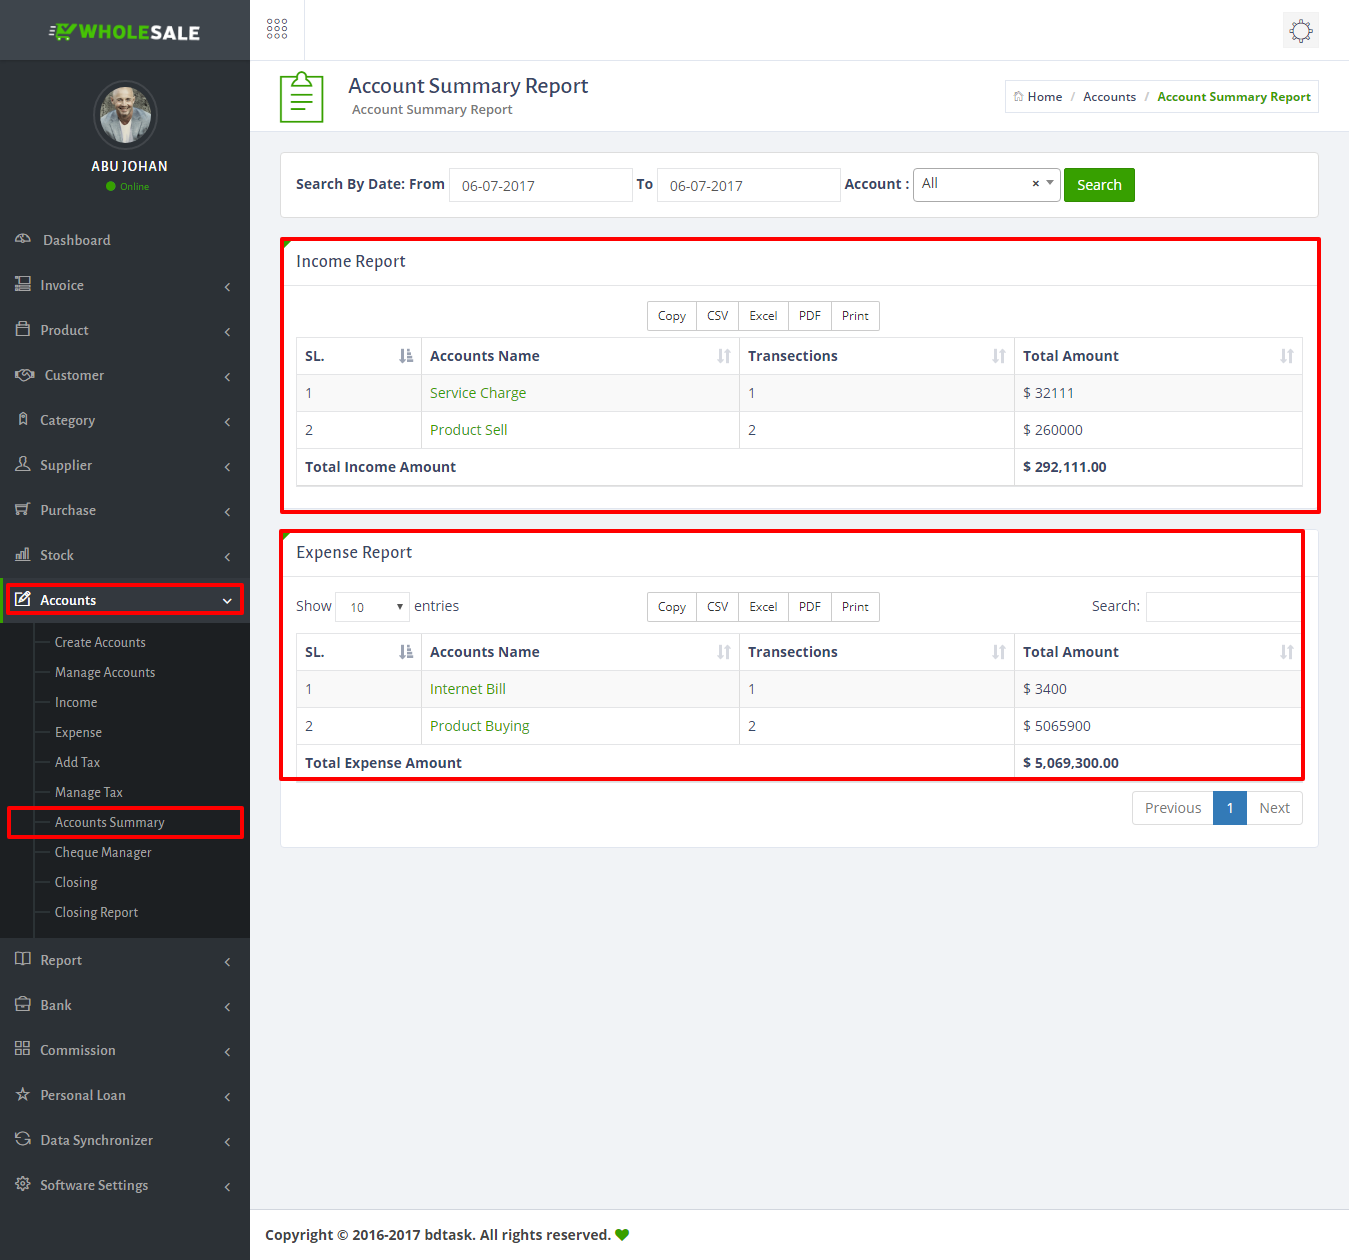 WHOLESALE
ABU JOHAN
Online
Dashboard
Invoice
Product
Customer
Category
Supplier
Purchase
Stock
Accounts
Create Accounts
Manage Accounts
Income
Expense
Add Tax
Manage Tax
Accounts Summary
Cheque Manager
Closing
Closing Report
Report
Bank
Commission
Personal Loan
Data Synchronizer
Software Settings
Account Summary Report
Account Summary Report
Home / Accounts / Account Summary Report
Search By Date: From 06-07-2017 To 06-07-2017 Account : All × Search
Income Report
Copy CSV Excel PDF Print
SL. Accounts Name Transections Total Amount
1 Service Charge 1 $ 32111
2 Product Sell 2 $ 260000
Total Income Amount $ 292,111.00
Expense Report
Show 10 entries Copy CSV Excel PDF Print Search:
SL. Accounts Name Transections Total Amount
1 Internet Bill 1 $ 3400
2 Product Buying 2 $ 5065900
Total Expense Amount $ 5,069,300.00
Previous 1 Next
Copyright © 2016-2017 bdtask. All rights reserved.